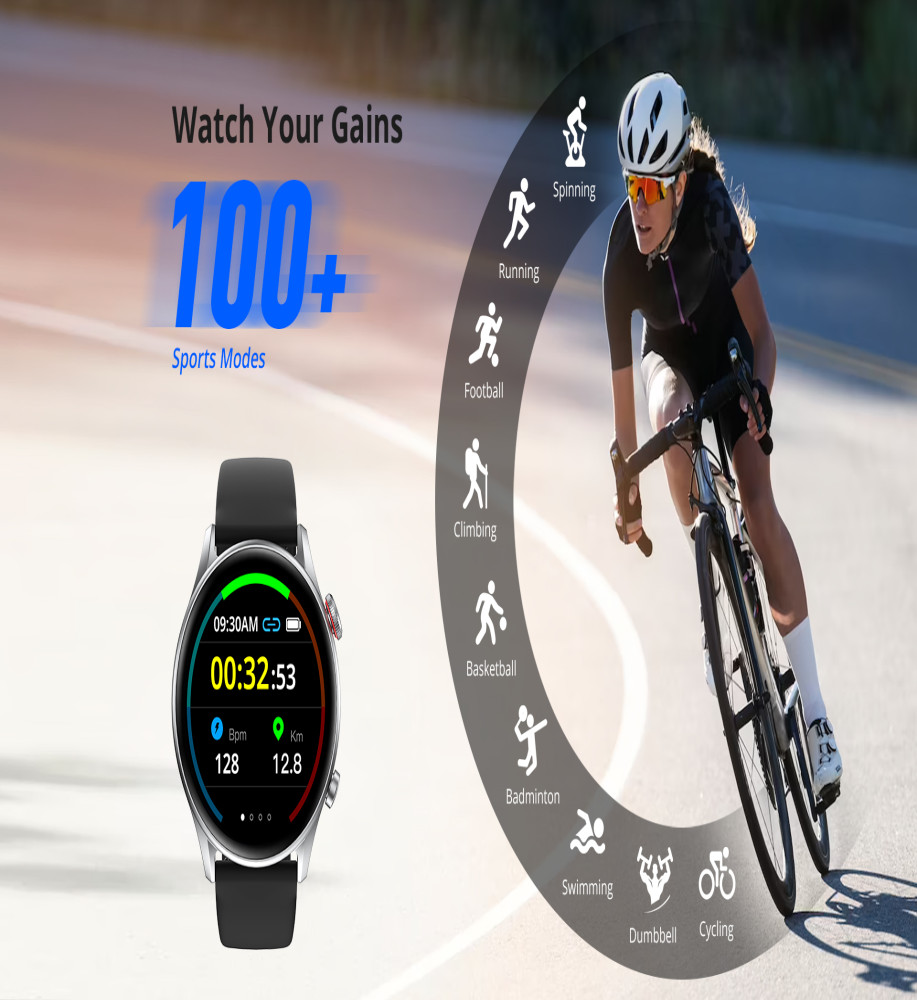 Watch Your Gains
100+
Sports Modes
Spinning
Running
Football
Climbing
Basketball
Badminton
Swimming
Dumbbell
Cycling
09:30AM
00:32:53
Bpm Km
128 12.8